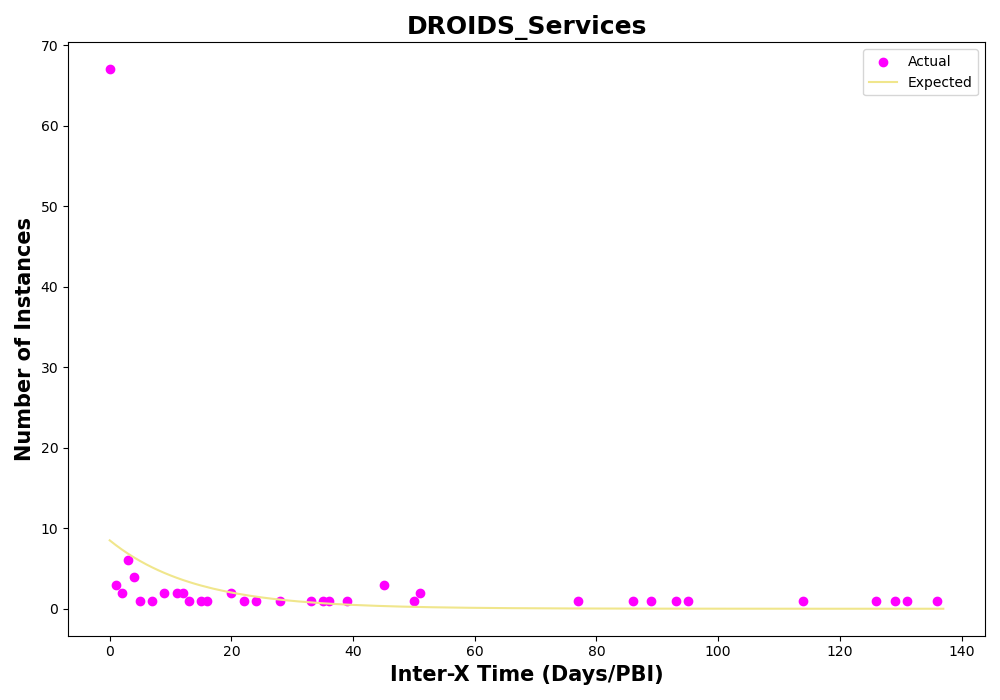 DROIDS_Services
Actual
Expected
Number of Instances
70
60
50
40
30
20
10
0
0 20 40 60 80 100 120 140
Inter-X Time (Days/PBI)